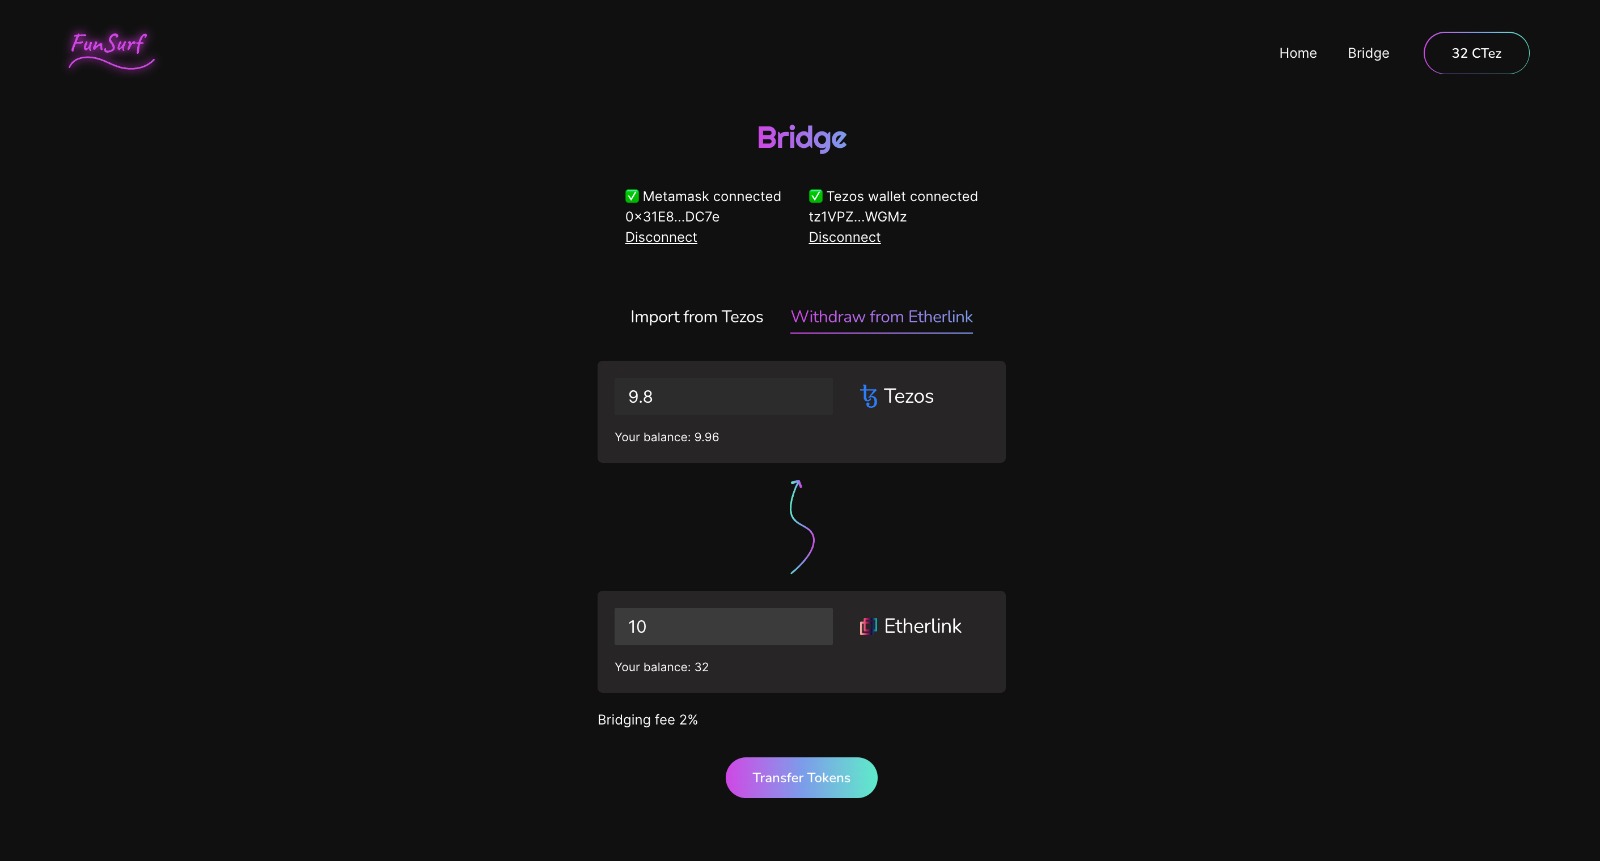 FunSurf
Home
Bridge
32 CTez
Bridge
✅ Metamask connected
0×31E8...DC7e
Disconnect
✅ Tezos wallet connected
tz1VPZ...WGMz
Disconnect
Import from Tezos
Withdraw from Etherlink
9.8
Tezos
Your balance: 9.96
10
Etherlink
Your balance: 32
Bridging fee 2%
Transfer Tokens